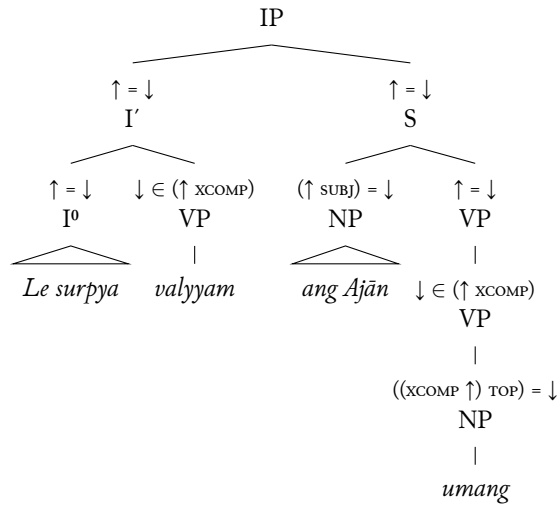 IP
↑ = ↓ ↑ = ↓
I′ S
↑ = ↓ ↓ ∈ (↑ XCOMP) (↑ SUBJ) = ↓ ↑ = ↓
I⁰ VP NP VP
Le surpya valyyam ang Ajān ↓ ∈ (↑ XCOMP)
VP
((XCOMP ↑) TOP) = ↓
NP
umang